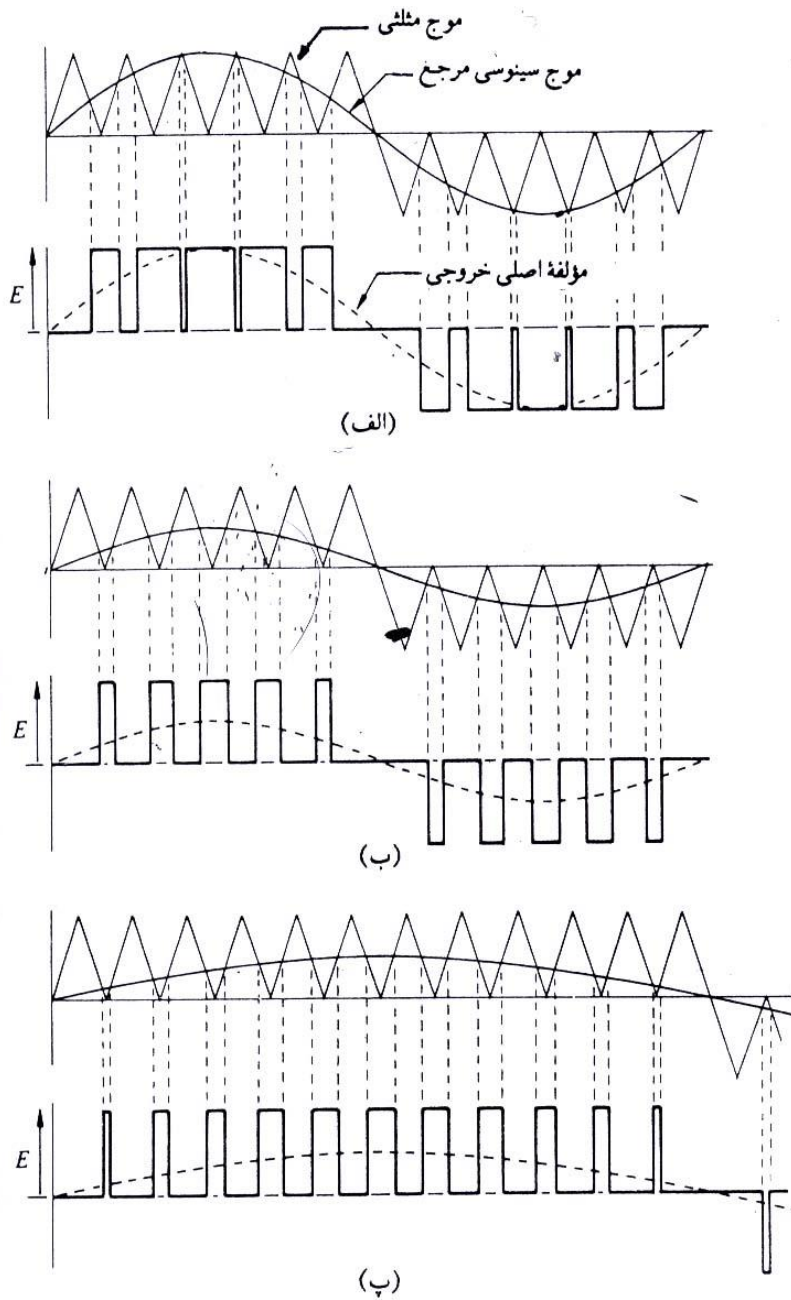 موج مثلثی
موج سینوسی مرجع
E
مؤلفهٔ اصلی خروجی
(الف)
E
(ب)
E
(پ)